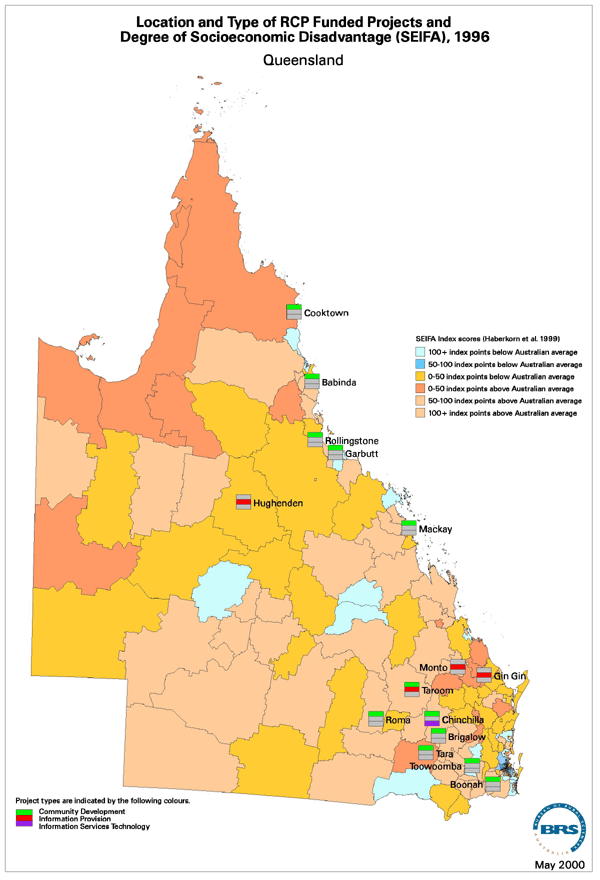 Location and Type of RCP Funded Projects and
Degree of Socioeconomic Disadvantage (SEIFA), 1996
Queensland
Cooktown
SEIFA Index scores (Haberkorn et al. 1999)
100+ index points below Australian average
50-100 index points below Australian average
0-50 index points below Australian average
0-50 index points above Australian average
50-100 index points above Australian average
100+ index points above Australian average
Babinda
Rollingstone
Garbutt
Hughenden
Mackay
Monto
Gin Gin
Taroom
Roma
Chinchilla
Brigalow
Tara
Toowoomba
Boonah
Project types are indicated by the following colours.
Community Development
Information Provision
Information Services Technology
BRS
May 2000